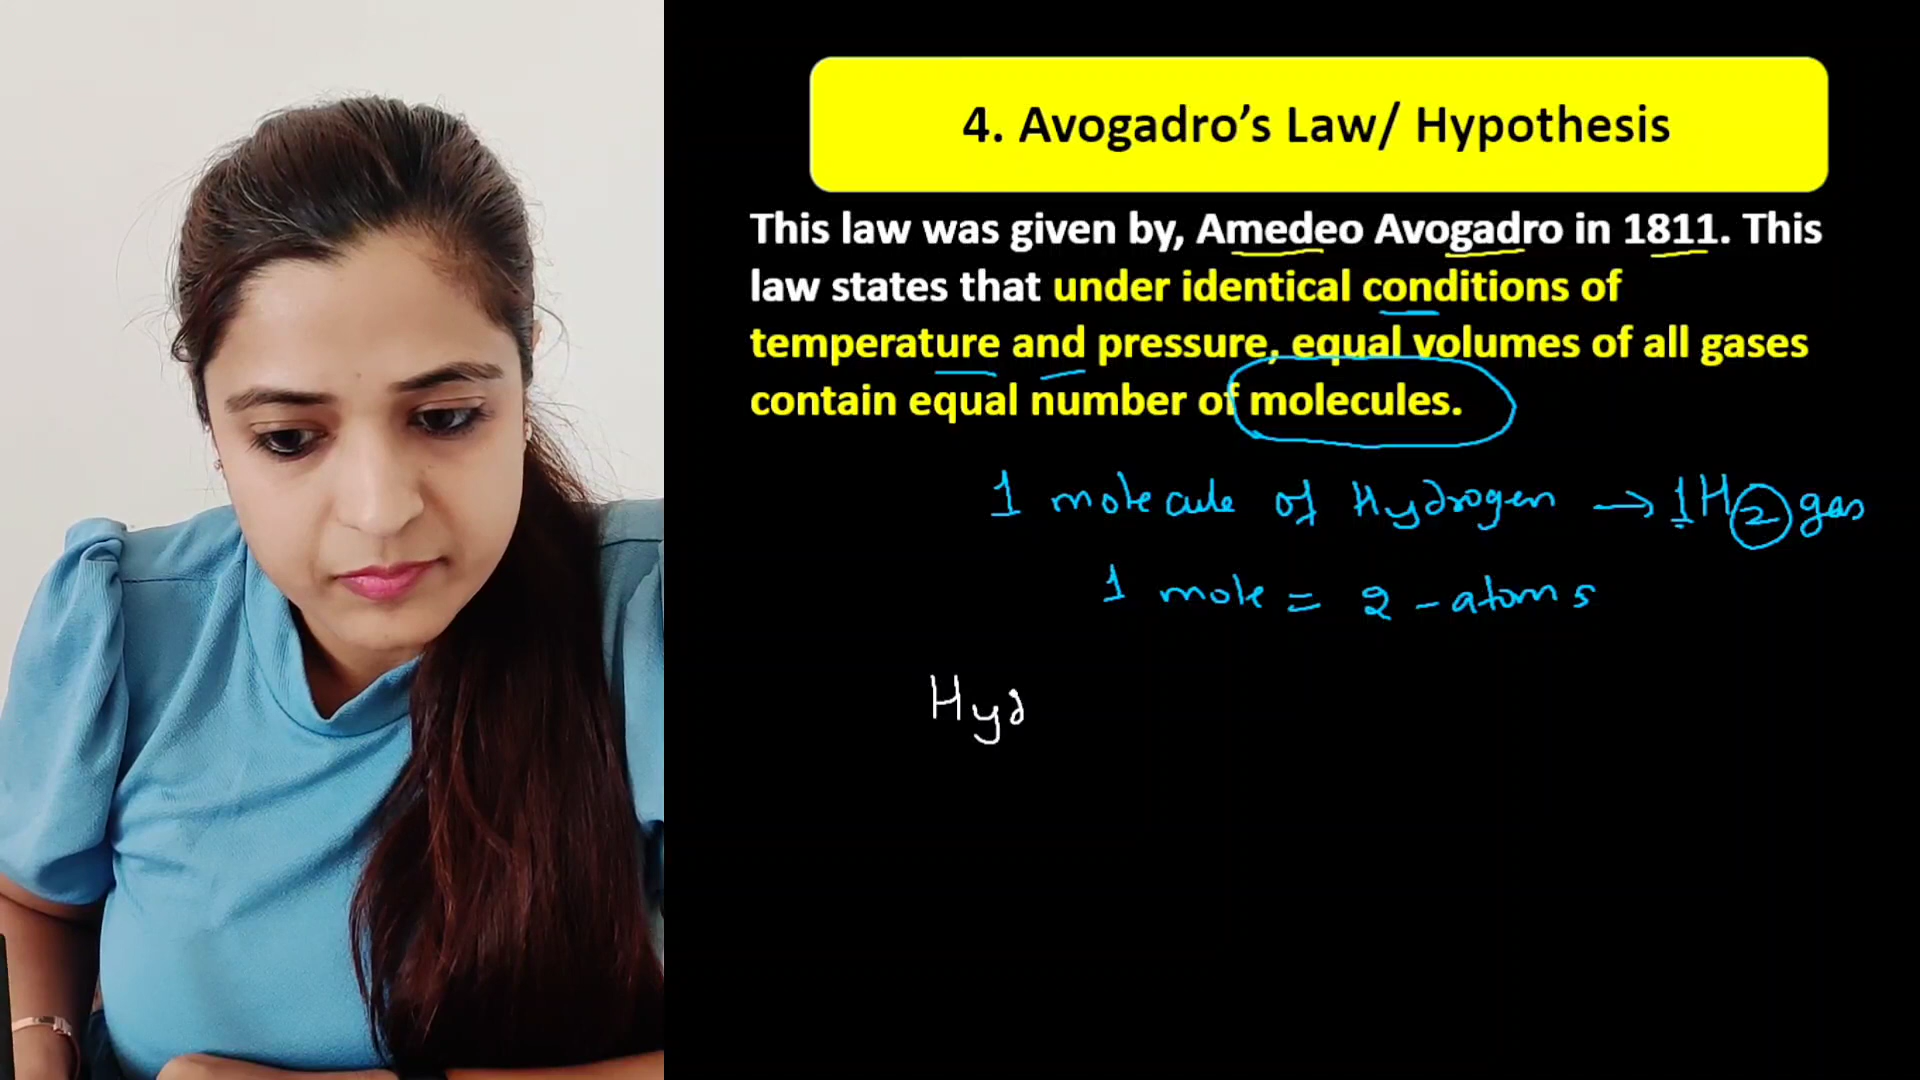 4. Avogadro’s Law/ Hypothesis
This law was given by, Amedeo Avogadro in 1811. This
law states that under identical conditions of
temperature and pressure, equal volumes of all gases
contain equal number of molecules.
1 molecule of Hydrogen → 1H2 gas
1 mole = 2 - atoms
Hyd